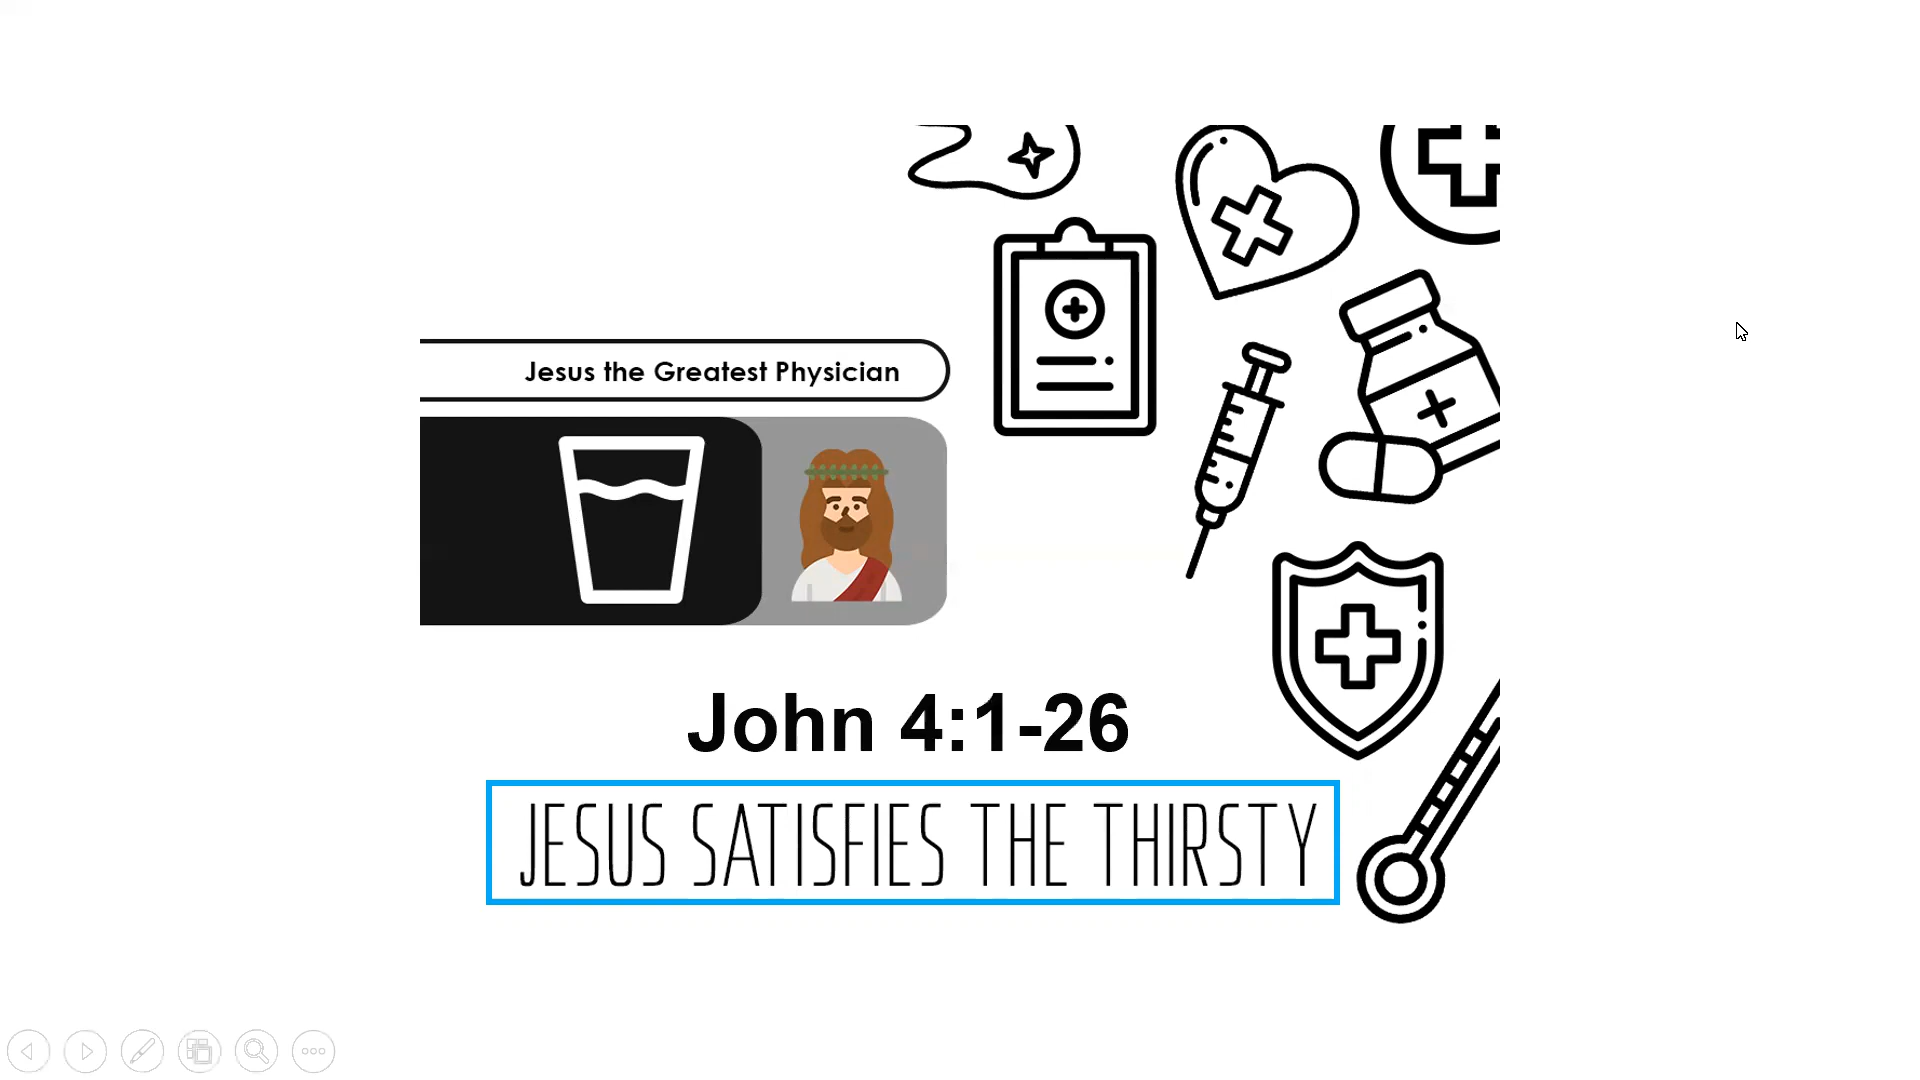 Jesus the Greatest Physician
John 4:1-26
JESUS SATISFIES THE THIRSTY